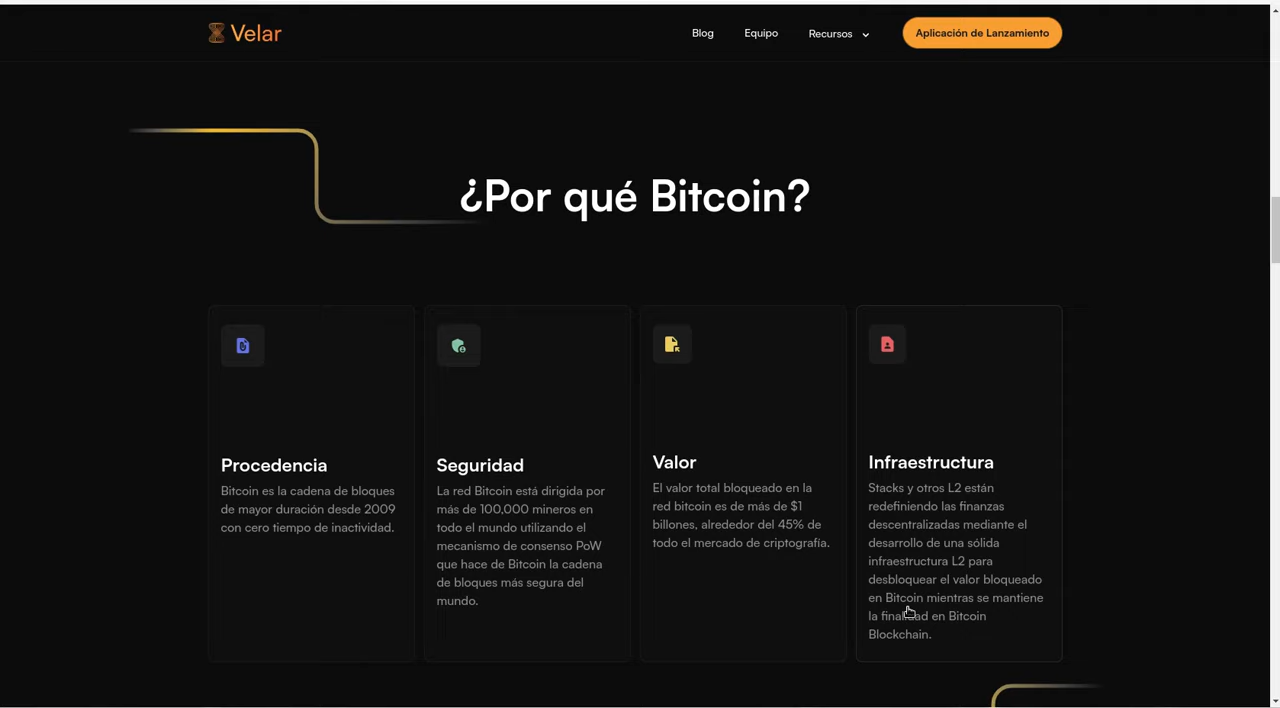 Velar
Blog
Equipo
Recursos
Aplicación de Lanzamiento
¿Por qué Bitcoin?
Procedencia
Bitcoin es la cadena de bloques
de mayor duración desde 2009
con cero tiempo de inactividad.
Seguridad
La red Bitcoin está dirigida por
más de 100,000 mineros en
todo el mundo utilizando el
mecanismo de consenso PoW
que hace de Bitcoin la cadena
de bloques más segura del
mundo.
Valor
El valor total bloqueado en la
red bitcoin es de más de $1
billones, alrededor del 45% de
todo el mercado de criptografía.
Infraestructura
Stacks y otros L2 están
redefiniendo las finanzas
descentralizadas mediante el
desarrollo de una sólida
infraestructura L2 para
desbloquear el valor bloqueado
en Bitcoin mientras se mantiene
la finalidad en Bitcoin
Blockchain.